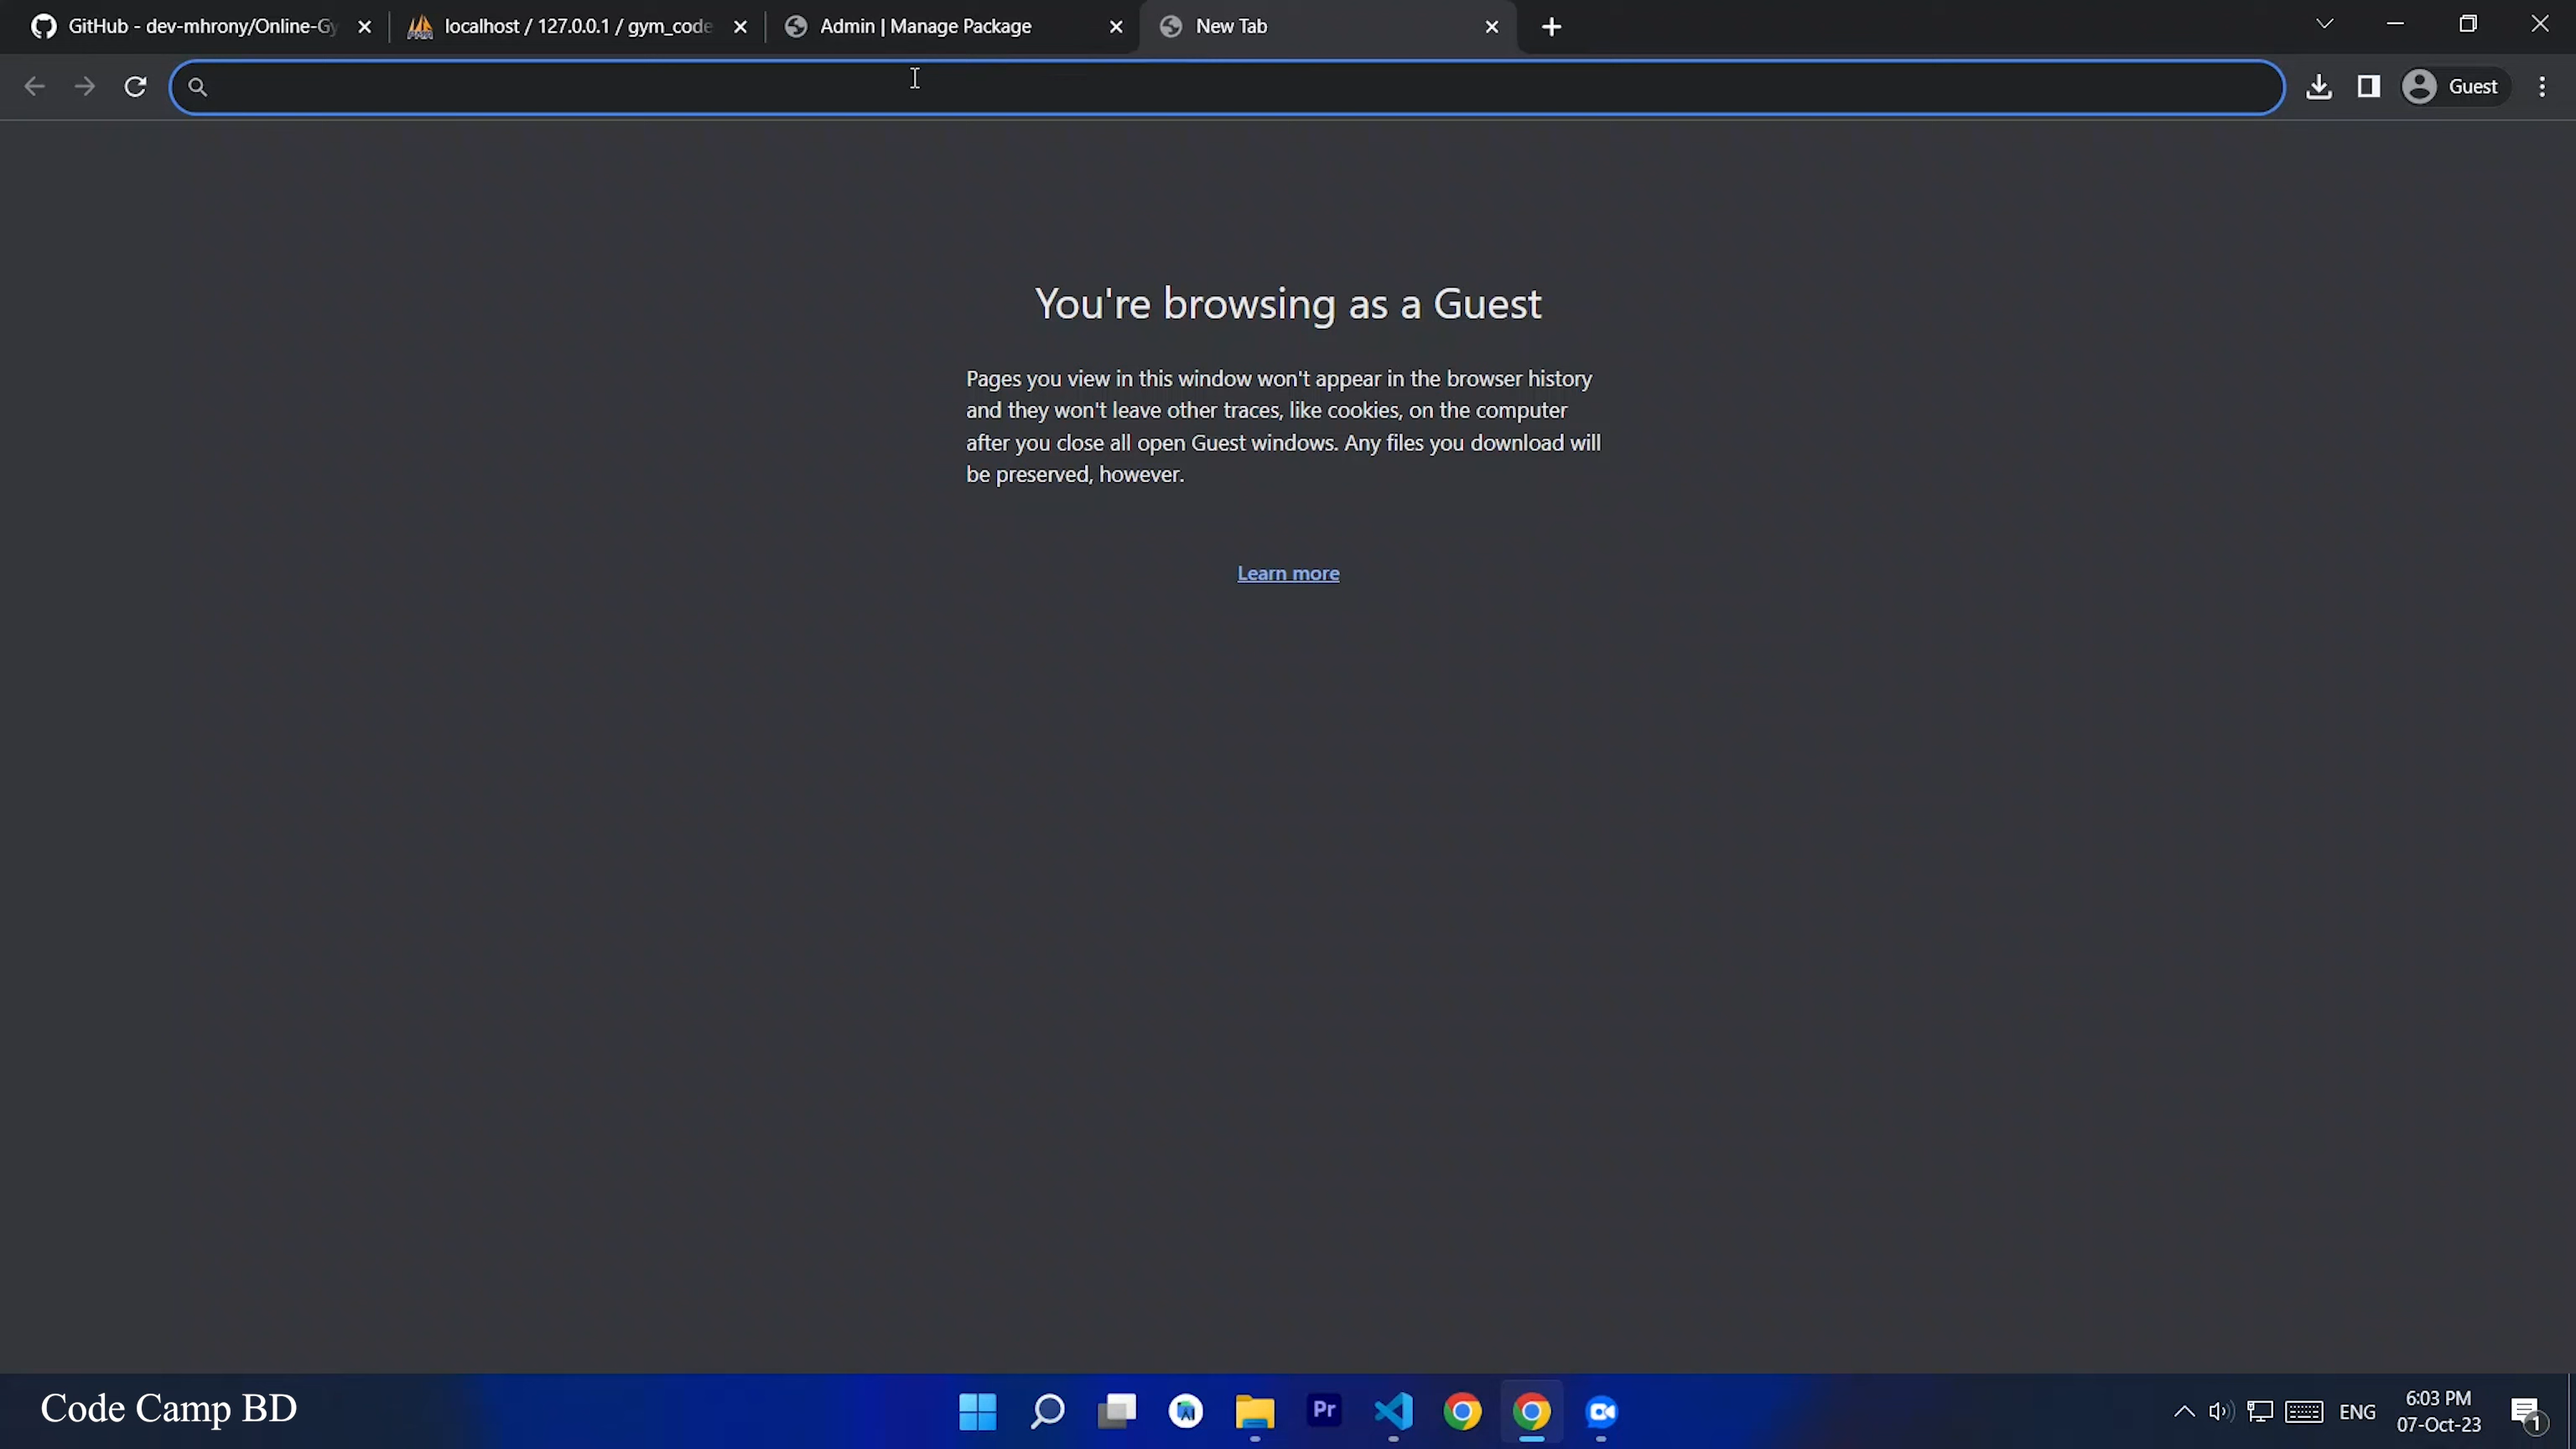 GitHub - dev-mhrony/Online-Gy
localhost / 127.0.0.1 / gym_code
Admin | Manage Package
New Tab
Guest
You're browsing as a Guest
Pages you view in this window won't appear in the browser history
and they won't leave other traces, like cookies, on the computer
after you close all open Guest windows. Any files you download will
be preserved, however.
Learn more
Code Camp BD
Pr
ENG
6:03 PM
07-Oct-23
1